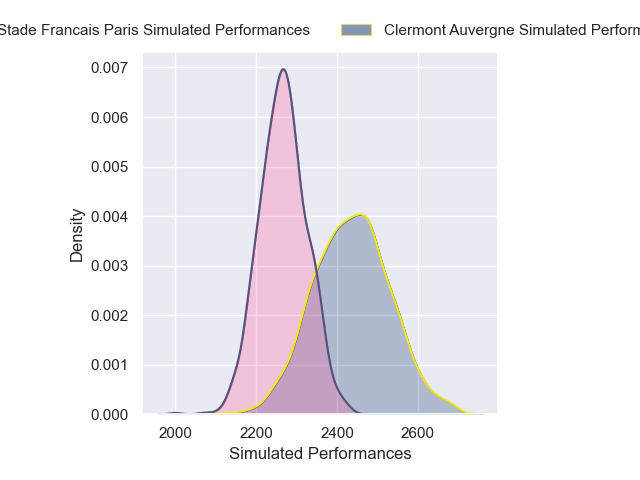 Stade Francais Paris Simulated Performances
Clermont Auvergne Simulated Perform
0.007
0.006
0.005
0.004
0.003
0.002
0.001
0.000
Density
2000 2200 2400 2600
Simulated Performances